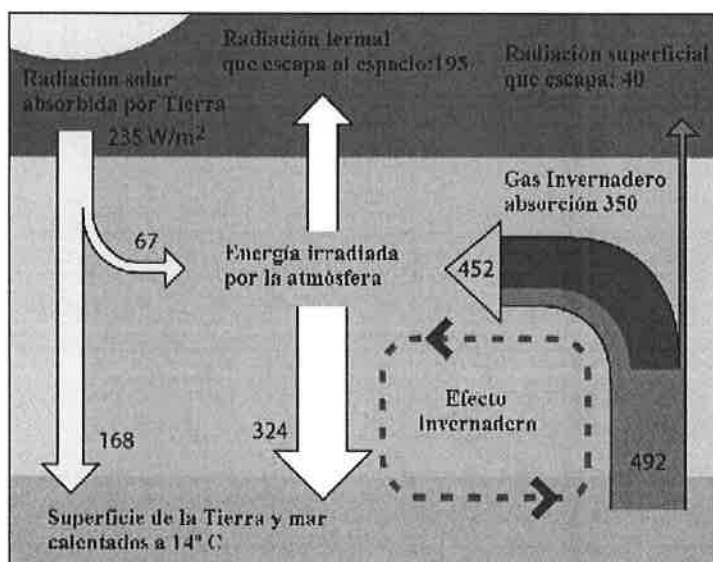 Radiación termal
que escapa al espacio:195
Radiación superficial
que escapa: 40
Radiación solar
absorbida por Tierra
235 W/m²
Gas Invernadero
absorción 350
67
Energía irradiada
por la atmósfera
452
Efecto
Invernadero
168
324
492
Superficie de la Tierra y mar
calentados a 14º C